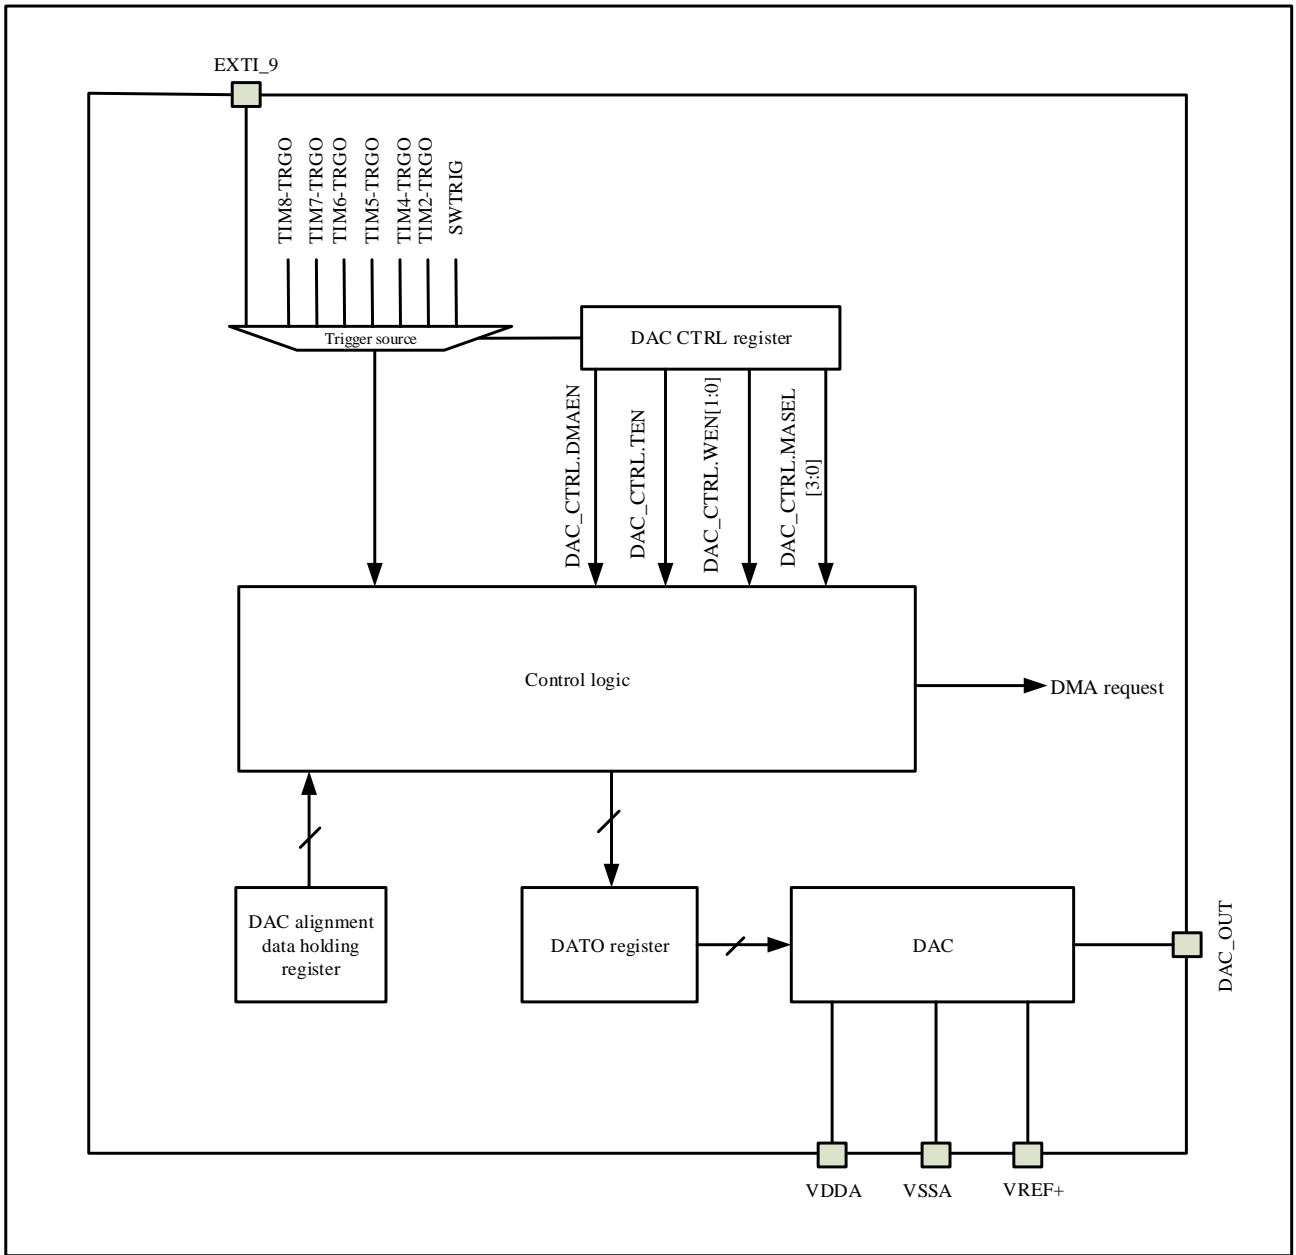 EXTI_9
TIM8-TRGO
TIM7-TRGO
TIM6-TRGO
TIM5-TRGO
TIM4-TRGO
TIM2-TRGO
SWTRIG
Trigger source
DAC CTRL register
DAC_CTRL.DMAEN
DAC_CTRL.TEN
DAC_CTRL.WEN[1:0]
DAC_CTRL.MASEL
[3:0]
Control logic
DMA request
DAC alignment
data holding
register
DATO register
DAC
DAC_OUT
VDDA
VSSA
VREF+